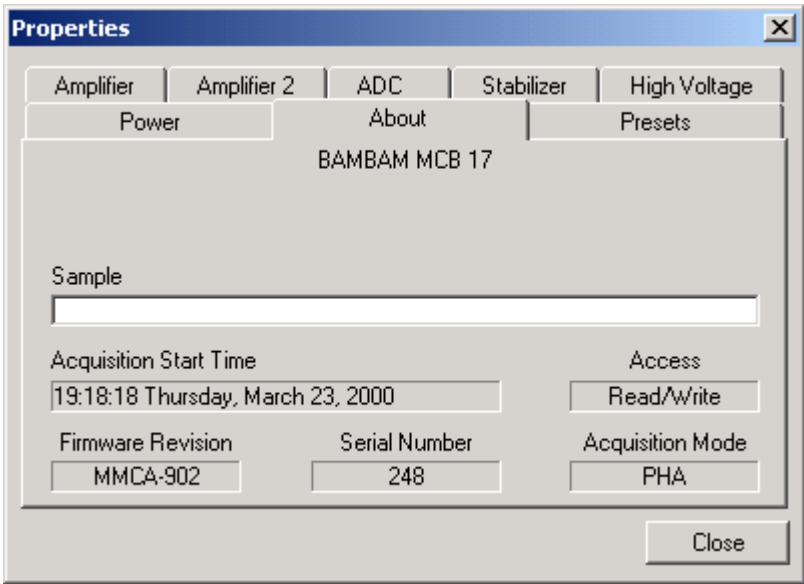 Properties
Amplifier Amplifier 2 ADC Stabilizer High Voltage
Power About Presets
BAMBAM MCB 17
Sample
Acquisition Start Time Access
19:18:18 Thursday, March 23, 2000 Read/Write
Firmware Revision Serial Number Acquisition Mode
MMCA-902 248 PHA
Close